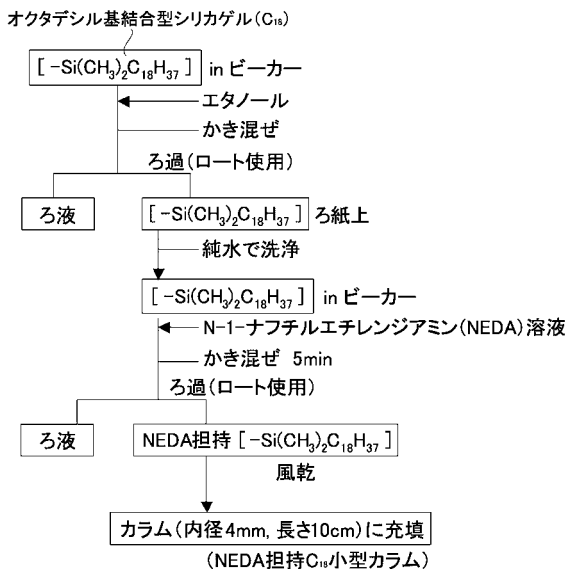 オクタデシル基結合型シリカゲル(C₁₈)
[ -Si(CH₃)₂C₁₈H₃₇ ] in ビーカー
エタノール
かき混ぜ
ろ過(ロート使用)
ろ液 [ -Si(CH₃)₂C₁₈H₃₇ ] ろ紙上
純水で洗浄
[ -Si(CH₃)₂C₁₈H₃₇ ] in ビーカー
N-1-ナフチルエチレンジアミン(NEDA)溶液
かき混ぜ 5min
ろ過(ロート使用)
ろ液 NEDA担持 [ -Si(CH₃)₂C₁₈H₃₇ ]
風乾
カラム(内径4mm, 長さ10cm)に充填
(NEDA担持C₁₈小型カラム)